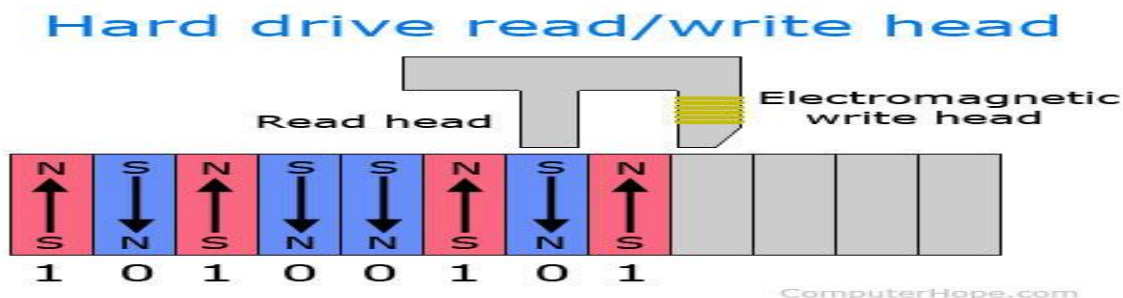 Hard drive read/write head
Electromagnetic
write head
Read head
N S N S S N S N
S N S N N S N S
1 0 1 0 0 1 0 1
ComputerHope.com